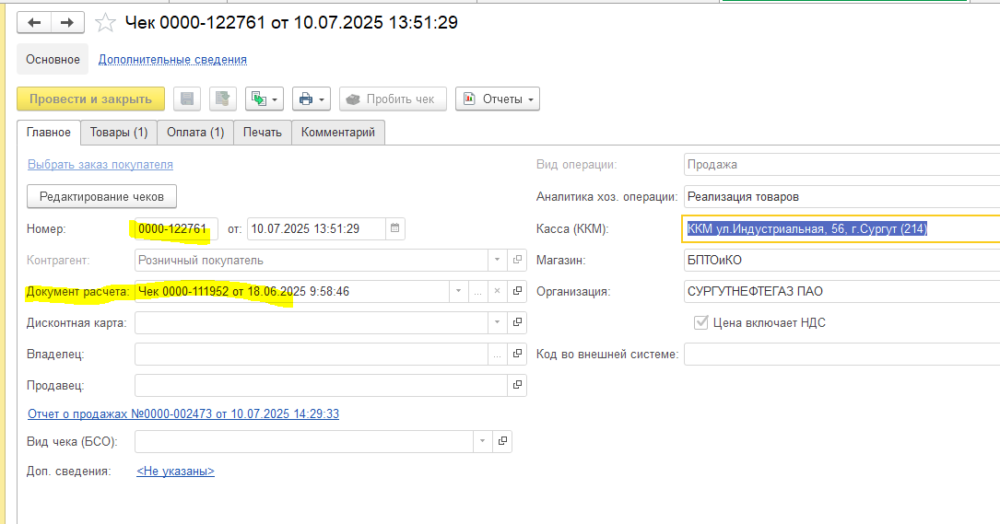 Чек 0000-122761 от 10.07.2025 13:51:29
Основное Дополнительные сведения
Провести и закрыть Пробить чек Отчеты
Главное Товары (1) Оплата (1) Печать Комментарий
Выбрать заказ покупателя Вид операции: Продажа
Редактирование чеков Аналитика хоз. операции: Реализация товаров
Номер: 0000-122761 от: 10.07.2025 13:51:29 Касса (ККМ): ККМ ул.Индустриальная, 56, г.Сургут (214)
Контрагент: Розничный покупатель Магазин: БПТОиКО
Документ расчета: Чек 0000-111952 от 18.06.2025 9:58:46 ... × Организация: СУРГУТНЕФТЕГАЗ ПАО
Дисконтная карта: Цена включает НДС
Владелец: ... Код во внешней системе:
Продавец:
Отчет о продажах №0000-002473 от 10.07.2025 14:29:33
Вид чека (БСО):
Доп. сведения: <Не указаны>